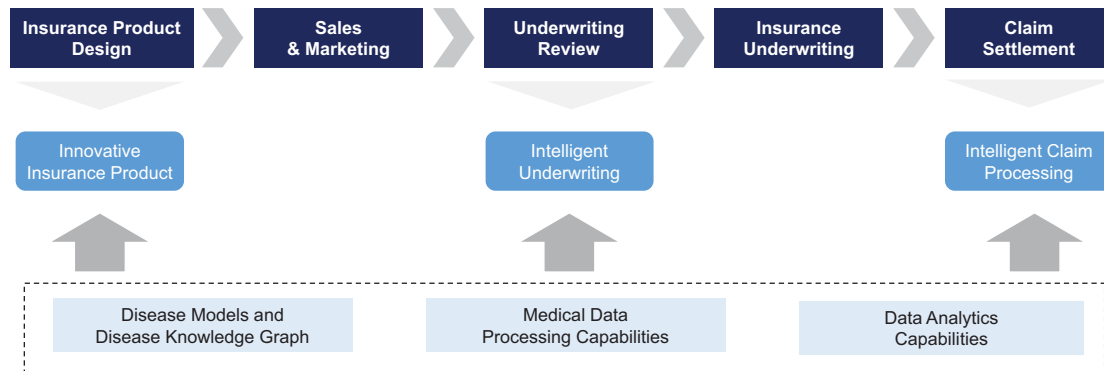 Insurance Product
Design
Sales
& Marketing
Underwriting
Review
Insurance
Underwriting
Claim
Settlement
Innovative
Insurance Product
Intelligent
Underwriting
Intelligent Claim
Processing
Disease Models and
Disease Knowledge Graph
Medical Data
Processing Capabilities
Data Analytics
Capabilities